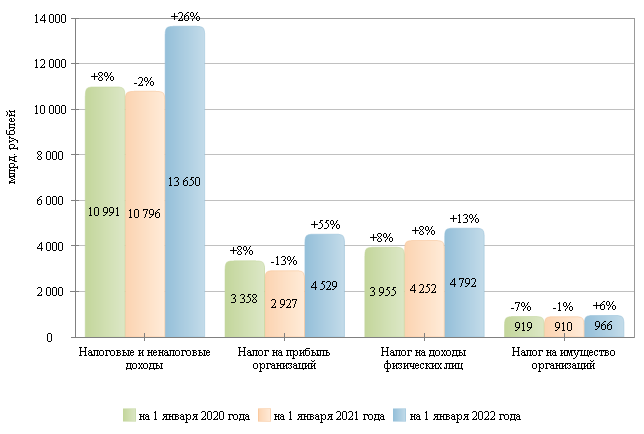 млрд. рублей
14 000
12 000
10 000
8 000
6 000
4 000
2 000
0
+8% -2% +26%
10 991 10 796 13 650
+8% -13% +55%
3 358 2 927 4 529
+8% +8% +13%
3 955 4 252 4 792
-7% -1% +6%
919 910 966
Налоговые и неналоговые
доходы
Налог на прибыль
организаций
Налог на доходы
физических лиц
Налог на имущество
организаций
на 1 января 2020 года на 1 января 2021 года на 1 января 2022 года